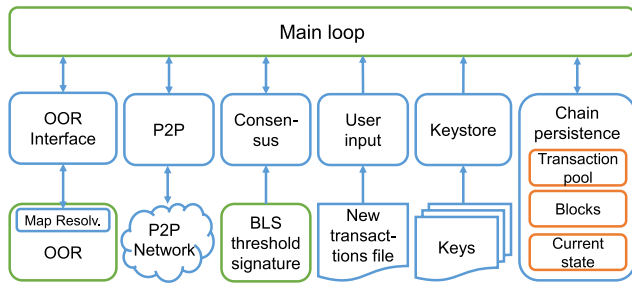 Main loop
OOR
Interface
P2P
Consen-
sus
User
input
Keystore
Chain
persistence
Transaction
pool
Blocks
Current
state
Map Resolv.
OOR
P2P
Network
BLS
threshold
signature
New
transac-
tions file
Keys